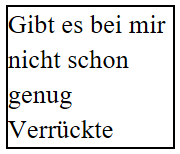 Gibt es bei mir
nicht schon
genug
Verrückte